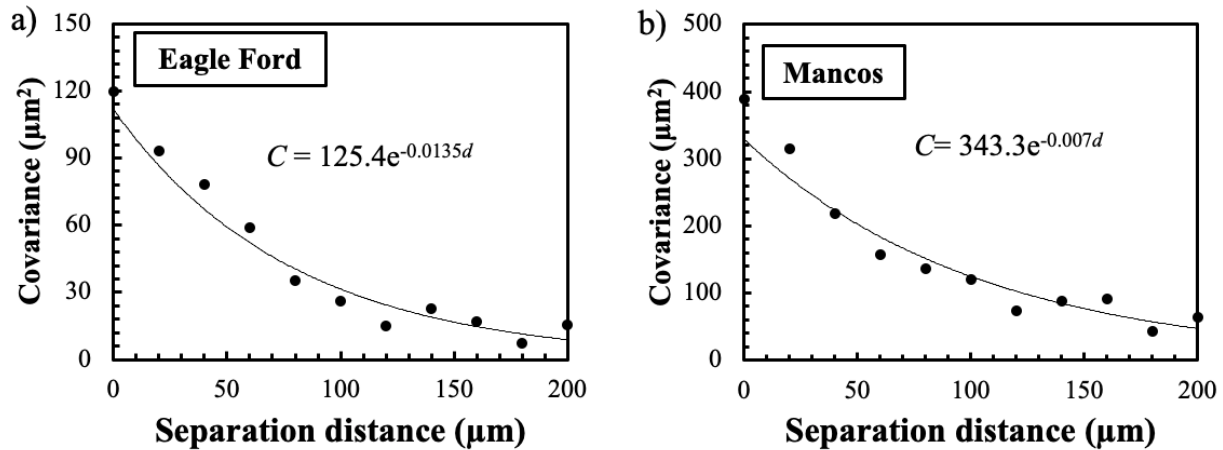 a)
Eagle Ford
C = 125.4e^-0.0135d
Covariance (μm²)
150
120
90
60
30
0
0 50 100 150 200
Separation distance (μm)
b)
Mancos
C= 343.3e^-0.007d
Covariance (μm²)
500
400
300
200
100
0
0 50 100 150 200
Separation distance (μm)